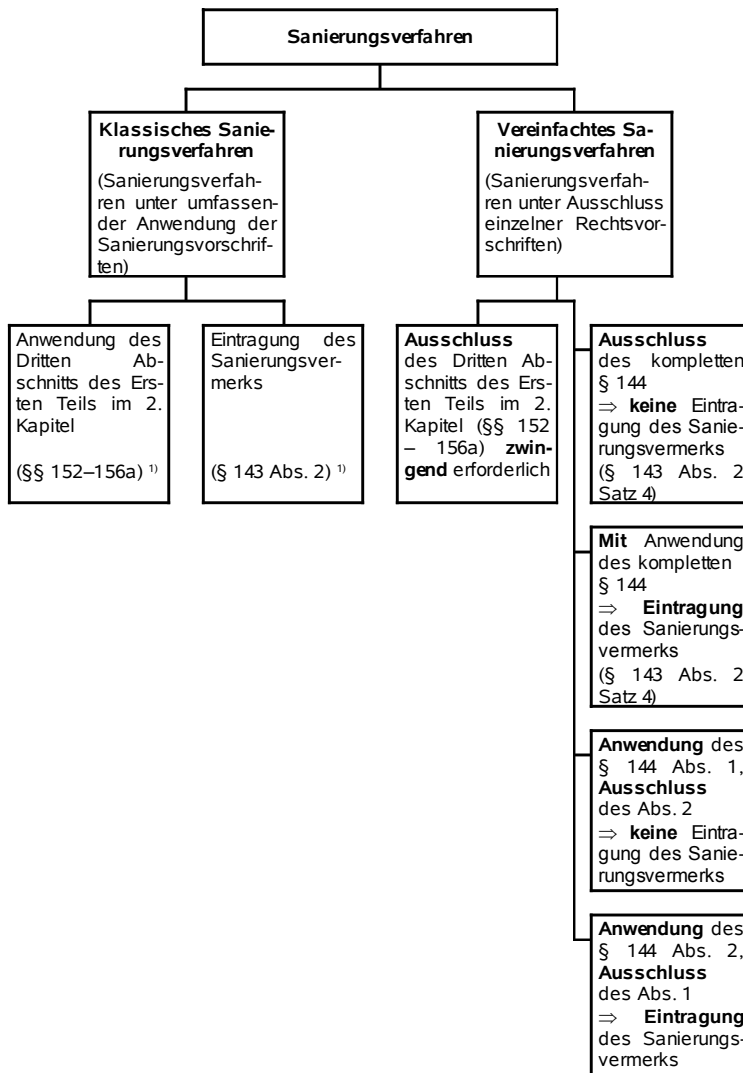 Sanierungsverfahren
Klassisches Sanie-
rungsverfahren
(Sanierungsverfah-
ren unter umfassen-
der Anwendung der
Sanierungsvorschrif-
ten)
Vereinfachtes Sa-
nierungsverfahren
(Sanierungsverfah-
ren unter Ausschluss
einzelner Rechtsvor-
schriften)
Anwendung des
Dritten Ab-
schnitts des Ers-
ten Teils im 2.
Kapitel
(§§ 152–156a) 1)
Eintragung des
Sanierungsver-
merks
(§ 143 Abs. 2) 1)
Ausschluss
des Dritten Ab-
schnitts des Ers-
ten Teils im 2.
Kapitel (§§ 152
– 156a) zwin-
gend erforderlich
Ausschluss
des kompletten
§ 144
⇒ keine Eintra-
gung des Sanie-
rungsvermerks
(§ 143 Abs. 2
Satz 4)
Mit Anwendung
des kompletten
§ 144
⇒ Eintragung
des Sanierungs-
vermerks
(§ 143 Abs. 2
Satz 4)
Anwendung des
§ 144 Abs. 1,
Ausschluss
des Abs. 2
⇒ keine Eintra-
gung des Sanie-
rungsvermerks
Anwendung des
§ 144 Abs. 2,
Ausschluss
des Abs. 1
⇒ Eintragung
des Sanierungs-
vermerks